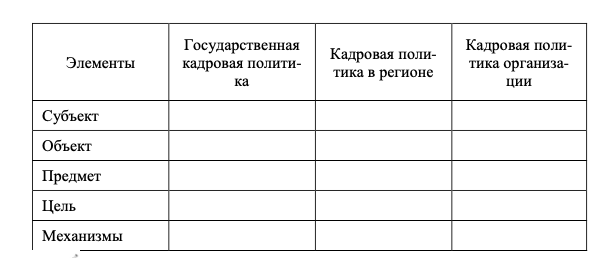 Элементы
Государственная
кадровая полити-
ка
Кадровая поли-
тика в регионе
Кадровая поли-
тика организа-
ции
Субъект
Объект
Предмет
Цель
Механизмы